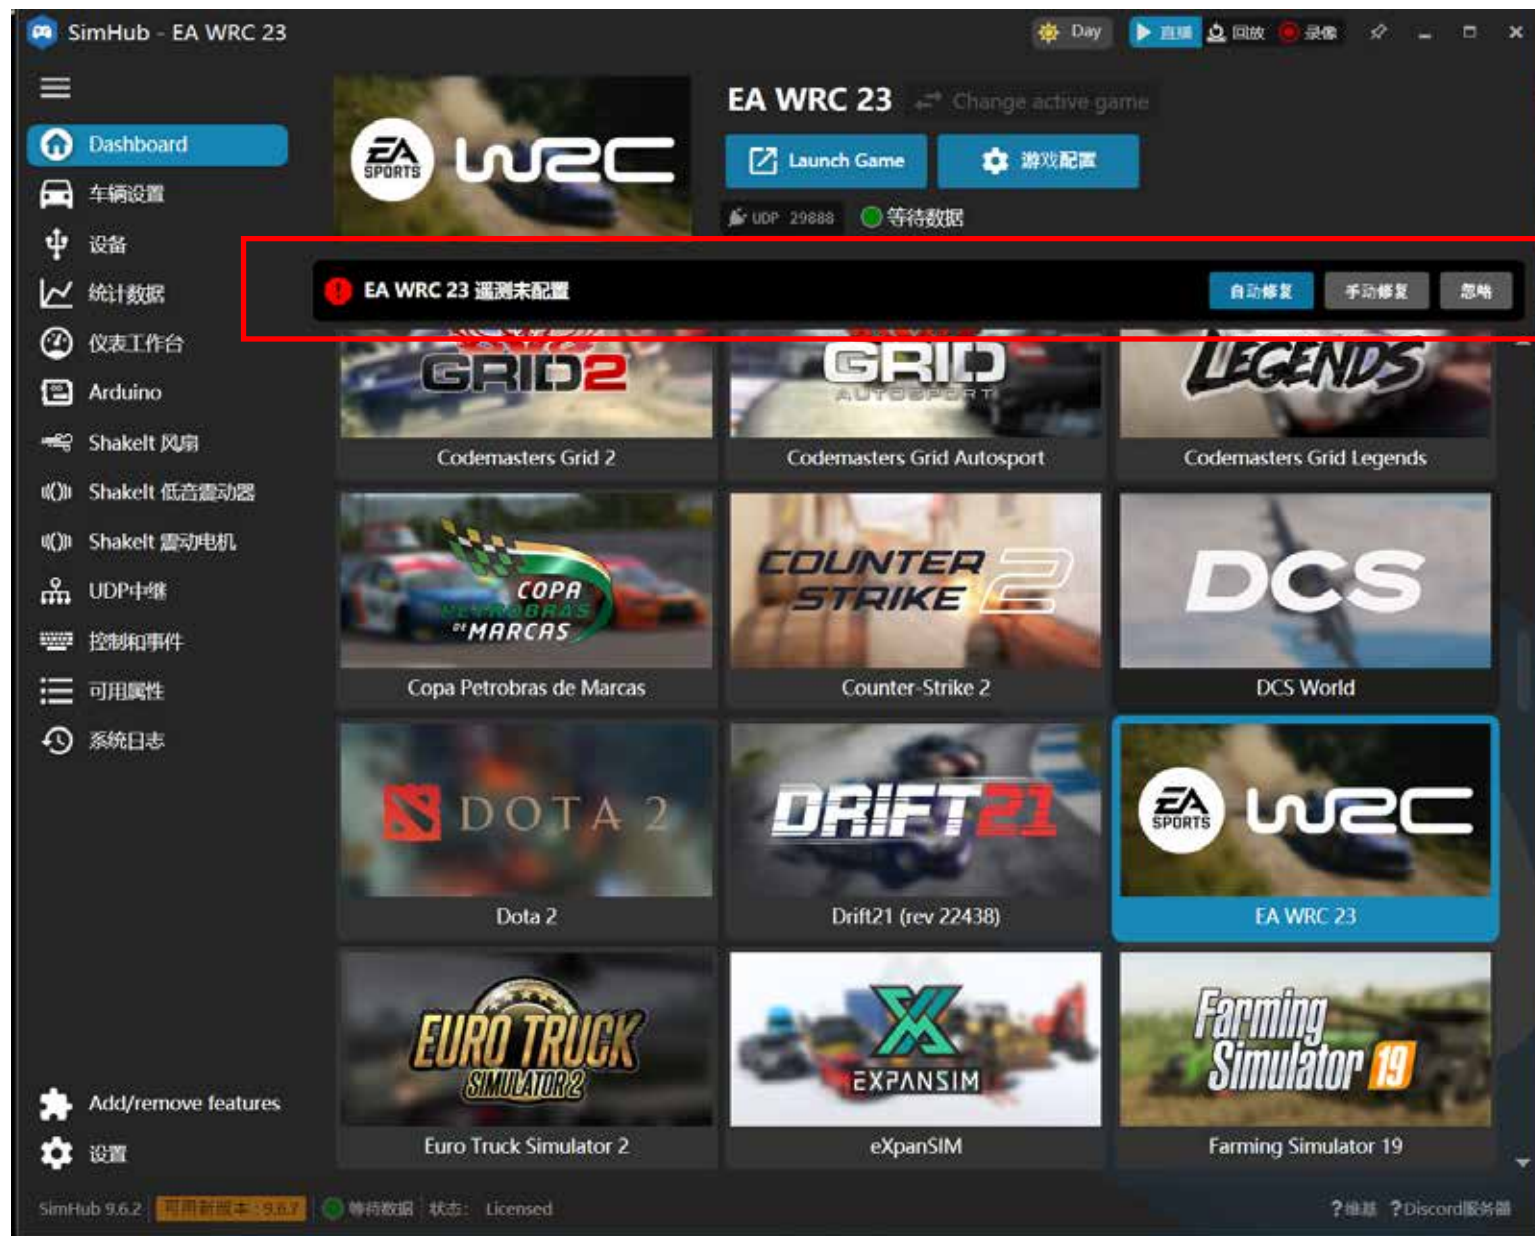 SimHub - EA WRC 23
Day
直播
回放
录像
EA SPORTS WRC
EA WRC 23
Change active game
Launch Game
游戏配置
UDP 29888
等待数据
EA WRC 23 遥测未配置
自动修复
手动修复
忽略
Dashboard
车辆设置
设备
统计数据
仪表工作台
Arduino
ShakeIt 风扇
ShakeIt 低音震动器
ShakeIt 震动电机
UDP中继
控制和事件
可用属性
系统日志
Add/remove features
设置
GRID2
GRID AUTOSPORT
LEGENDS
Codemasters Grid 2
Codemasters Grid Autosport
Codemasters Grid Legends
COPA PETROBRAS DE MARCAS
COUNTER STRIKE 2
DCS
Copa Petrobras de Marcas
Counter-Strike 2
DCS World
DOTA 2
DRIFT21
EA SPORTS WRC
Dota 2
Drift21 (rev 22438)
EA WRC 23
EURO TRUCK SIMULATOR 2
EXPANSIM
Farming Simulator 19
Euro Truck Simulator 2
eXpanSIM
Farming Simulator 19
SimHub 9.6.2
可用新版本 : 9.6.7
等待数据
状态: Licensed
?维基
?Discord服务器